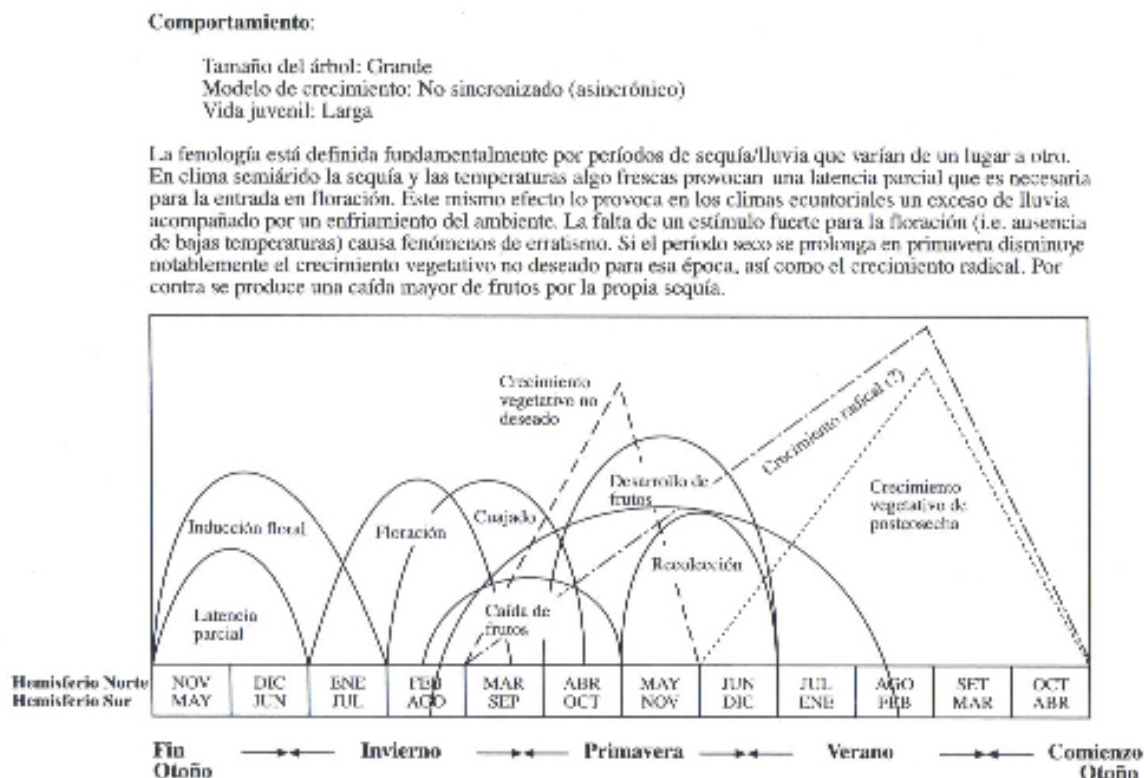 Comportamiento:
Tamaño del árbol: Grande
Modelo de crecimiento: No sincronizado (asincrónico)
Vida juvenil: Larga
La fenología está definida fundamentalmente por períodos de sequía/lluvia que varían de un lugar a otro.
En clima semiárido la sequía y las temperaturas algo frescas provocan una latencia parcial que es necesaria
para la entrada en floración. Este mismo efecto lo provoca en los climas ecuatoriales un exceso de lluvia
acompañado por un enfriamiento del ambiente. La falta de un estímulo fuerte para la floración (i.e. ausencia
de bajas temperaturas) causa fenómenos de erratismo. Si el período seco se prolonga en primavera disminuye
notablemente el crecimiento vegetativo no deseado para esa época, así como el crecimiento radical. Por
contra se produce una caída mayor de frutos por la propia sequía.
Crecimiento
vegetativo no
deseado
Crecimiento radical (?)
Inducción floral
Floración
Cuajado
Desarrollo de
frutos
Crecimiento
vegetativo de
postcosecha
Recolección
Latencia
parcial
Caída de
frutos
Hemisferio Norte NOV DIC ENE FEB MAR ABR MAY JUN JUL AGO SET OCT
Hemisferio Sur MAY JUN JUL AGO SEP OCT NOV DIC ENE FEB MAR ABR
Fin Invierno Primavera Verano Comienzo
Otoño Otoño